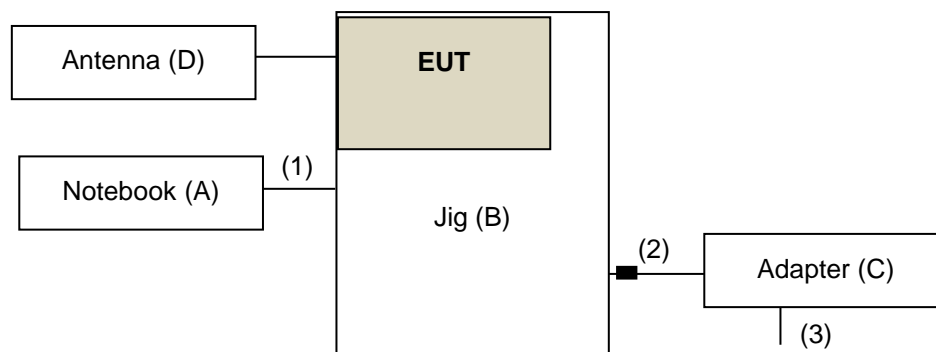 Antenna (D)
EUT
Notebook (A)
(1)
Jig (B)
(2)
Adapter (C)
(3)